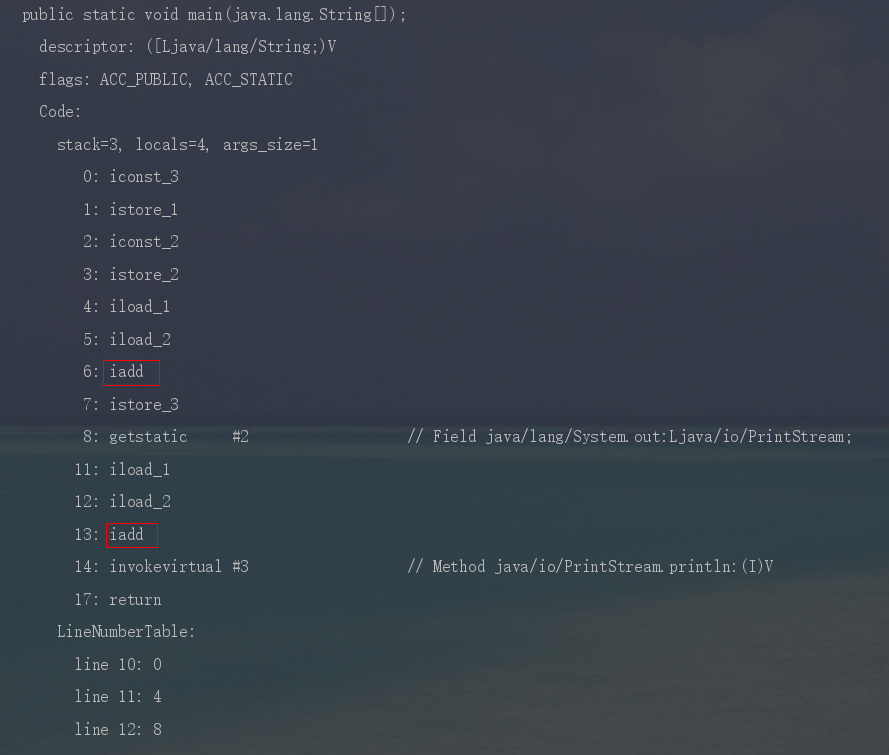 public static void main(java.lang.String[]);
descriptor: ([Ljava/lang/String;)V
flags: ACC_PUBLIC, ACC_STATIC
Code:
stack=3, locals=4, args_size=1
0: iconst_3
1: istore_1
2: iconst_2
3: istore_2
4: iload_1
5: iload_2
6: iadd
7: istore_3
8: getstatic #2 // Field java/lang/System.out:Ljava/io/PrintStream;
11: iload_1
12: iload_2
13: iadd
14: invokevirtual #3 // Method java/io/PrintStream.println:(I)V
17: return
LineNumberTable:
line 10: 0
line 11: 4
line 12: 8